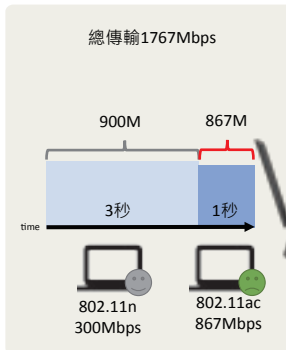 總傳輸1767Mbps
900M
867M
3秒
1秒
time
802.11n
300Mbps
802.11ac
867Mbps